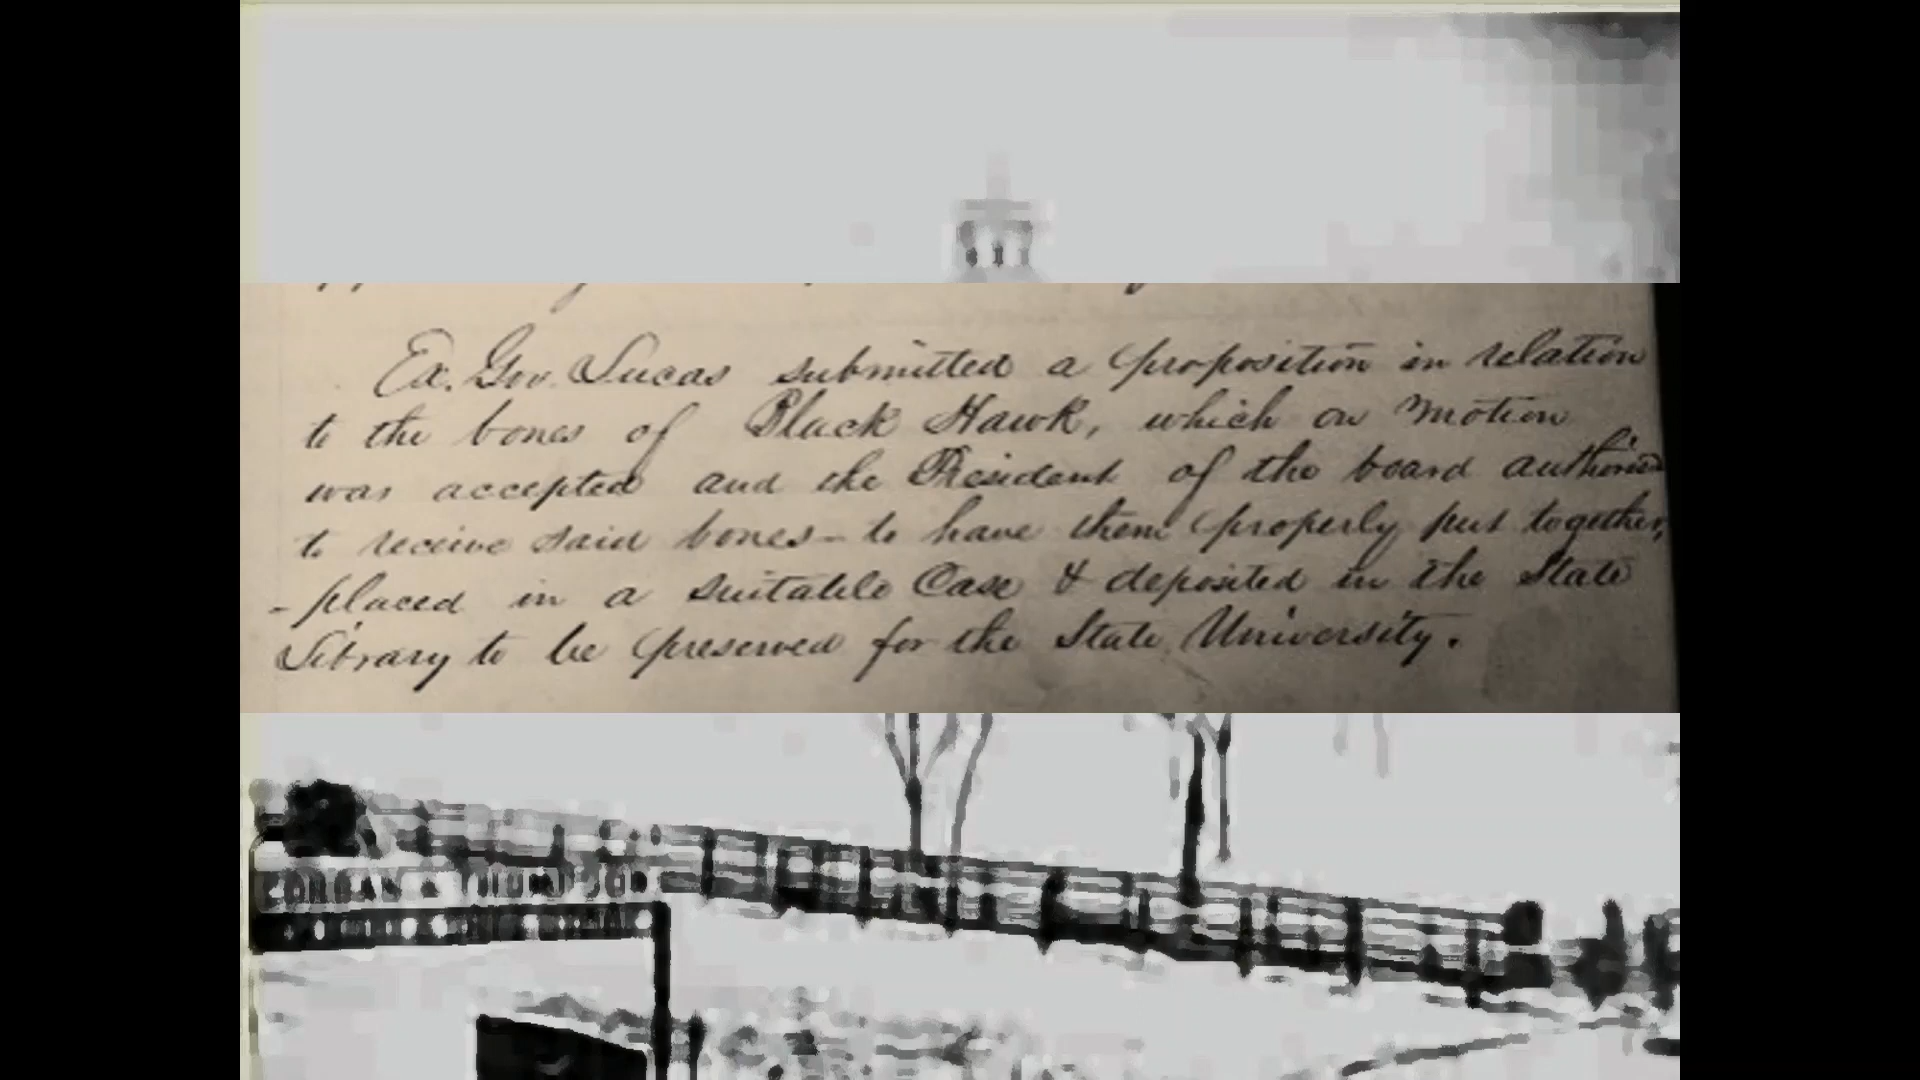 Ex. Gov. Lucas submitted a proposition in relation
to the bones of Black Hawk, which on motion
was accepted and the President of the board authorised
to receive said bones - to have them properly put together,
- placed in a suitable Case & deposited in the State
Library to be preserved for the State University.